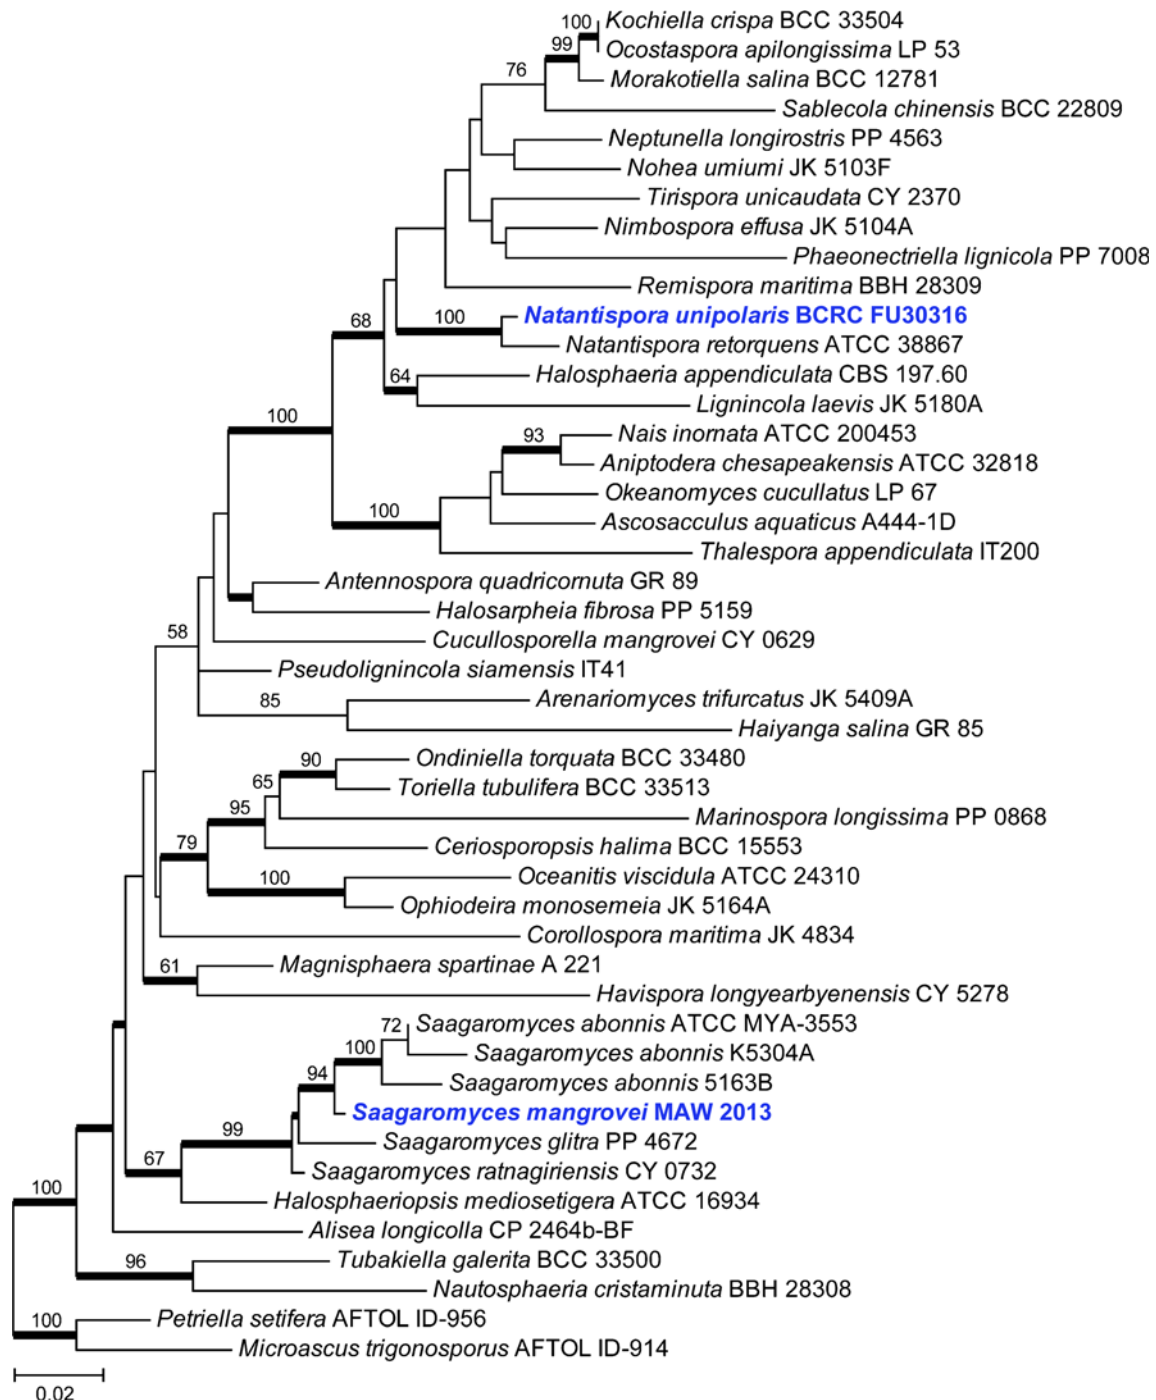 100 Kochiella crispa BCC 33504
99 Ocostaspora apilongissima LP 53
76 Morakotiella salina BCC 12781
Sablecola chinensis BCC 22809
Neptunella longirostris PP 4563
Nohea umiumi JK 5103F
Tirispora unicaudata CY 2370
Nimbospora effusa JK 5104A
Phaeonectriella lignicola PP 7008
Remispora maritima BBH 28309
100 Natantispora unipolaris BCRC FU30316
68 Natantispora retorquens ATCC 38867
64 Halosphaeria appendiculata CBS 197.60
Lignincola laevis JK 5180A
100 93 Nais inornata ATCC 200453
Aniptodera chesapeakensis ATCC 32818
Okeanomyces cucullatus LP 67
100 Ascosacculus aquaticus A444-1D
Thalespora appendiculata IT200
Antennospora quadricornuta GR 89
Halosarpheia fibrosa PP 5159
58 Cucullosporella mangrovei CY 0629
Pseudolignincola siamensis IT41
85 Arenariomyces trifurcatus JK 5409A
Haiyanga salina GR 85
90 Ondiniella torquata BCC 33480
65 Toriella tubulifera BCC 33513
95 Marinospora longissima PP 0868
79 Ceriosporopsis halima BCC 15553
100 Oceanitis viscidula ATCC 24310
Ophiodeira monosemeia JK 5164A
Corollospora maritima JK 4834
61 Magnisphaera spartinae A 221
Havispora longyearbyenensis CY 5278
72 Saagaromyces abonnis ATCC MYA-3553
100 Saagaromyces abonnis K5304A
94 Saagaromyces abonnis 5163B
Saagaromyces mangrovei MAW 2013
99 Saagaromyces glitra PP 4672
67 Saagaromyces ratnagiriensis CY 0732
100 Halosphaeriopsis mediosetigera ATCC 16934
Alisea longicolla CP 2464b-BF
96 Tubakiella galerita BCC 33500
Nautosphaeria cristaminuta BBH 28308
100 Petriella setifera AFTOL ID-956
Microascus trigonosporus AFTOL ID-914
0.02